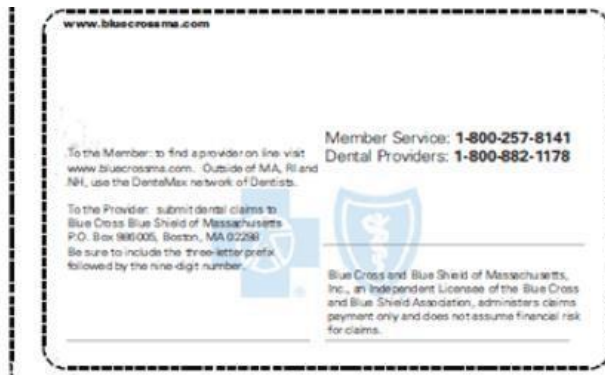 www.bluecrossma.com
Member Service: 1-800-257-8141
Dental Providers: 1-800-882-1178
To the Member: to find a provider on line visit
www.bluecrossma.com. Outside of MA, RI and
NH, use the DenteMax network of Dentists.
To the Provider: submit dental claims to
Blue Cross Blue Shield of Massachusetts
P.O. Box 986005, Boston, MA 02298
Be sure to include the three-letter prefix
followed by the nine-digit number.
Blue Cross and Blue Shield of Massachusetts,
Inc., an Independent Licensee of the Blue Cross
and Blue Shield Association, administers claims
payment only and does not assume financial risk
for claims.